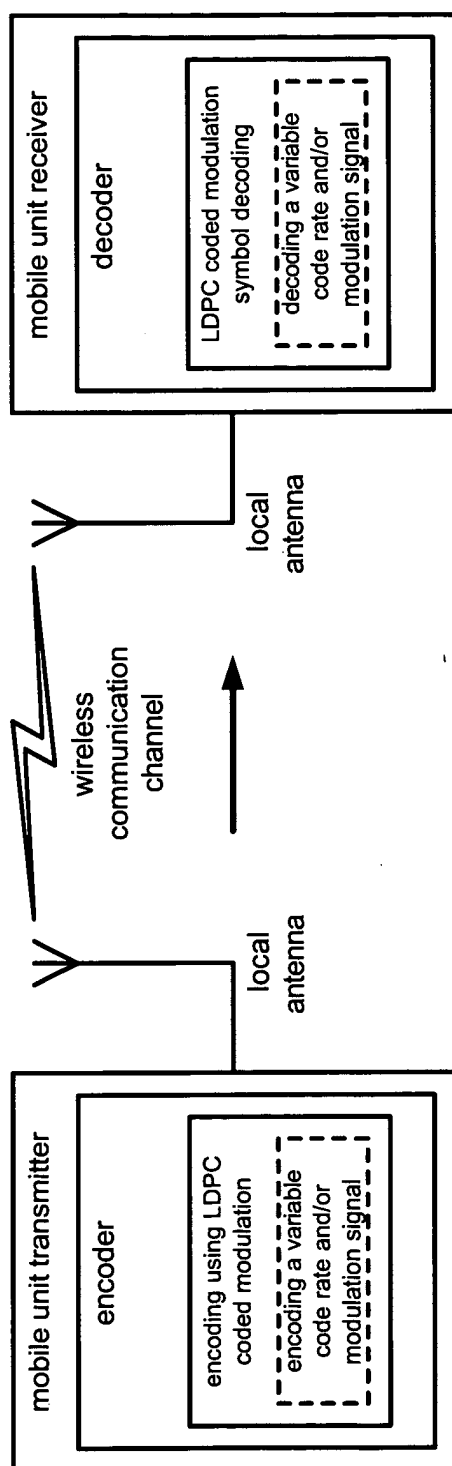 mobile unit transmitter
encoder
encoding using LDPC
coded modulation
encoding a variable
code rate and/or
modulation signal
local
antenna
wireless
communication
channel
local
antenna
mobile unit receiver
decoder
LDPC coded modulation
symbol decoding
decoding a variable
code rate and/or
modulation signal